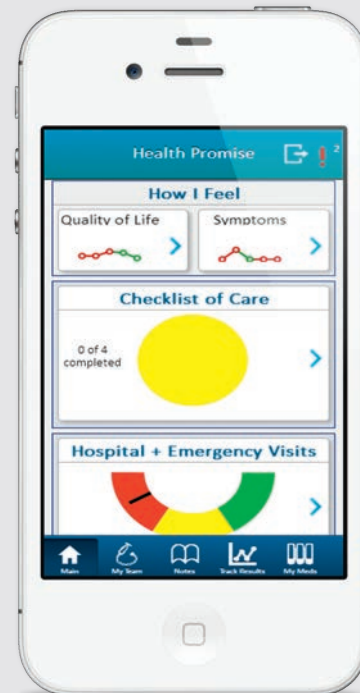 Health Promise
2
How I Feel
Quality of Life
Symptoms
Checklist of Care
0 of 4
completed
Hospital + Emergency Visits
Main
My Team
Notes
Track Results
My Meds